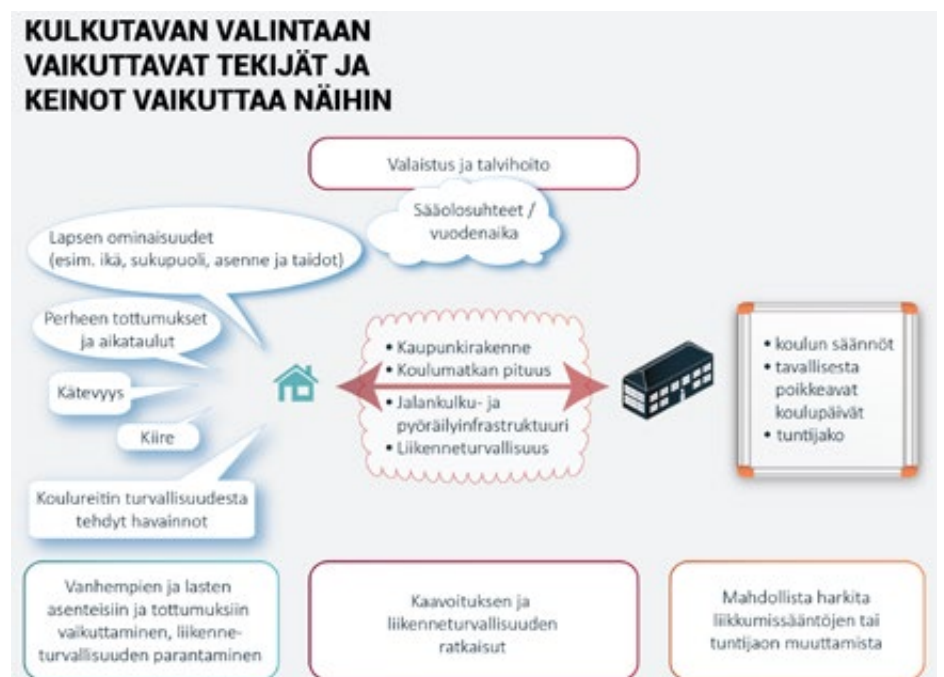 KULKUTAVAN VALINTAAN
VAIKUTTAVAT TEKIJÄT JA
KEINOT VAIKUTTAA NÄIHIN
Valaistus ja talvihoito
Sääolosuhteet /
vuodenaika
Lapsen ominaisuudet
(esim. ikä, sukupuoli, asenne ja taidot)
Perheen tottumukset
ja aikataulut
Kätevyys
Kiire
Koulureitin turvallisuudesta
tehdyt havainnot
• Kaupunkirakenne
• Koulumatkan pituus
• Jalankulku- ja
pyöräilyinfrastruktuuri
• Liikenneturvallisuus
• koulun säännöt
• tavallisesta
poikkeavat
koulupäivät
• tuntijako
Vanhempien ja lasten
asenteisiin ja tottumuksiin
vaikuttaminen, liikenne-
turvallisuuden parantaminen
Kaavoituksen ja
liikenneturvallisuuden
ratkaisut
Mahdollista harkita
liikkumissääntöjen tai
tuntijaon muuttamista